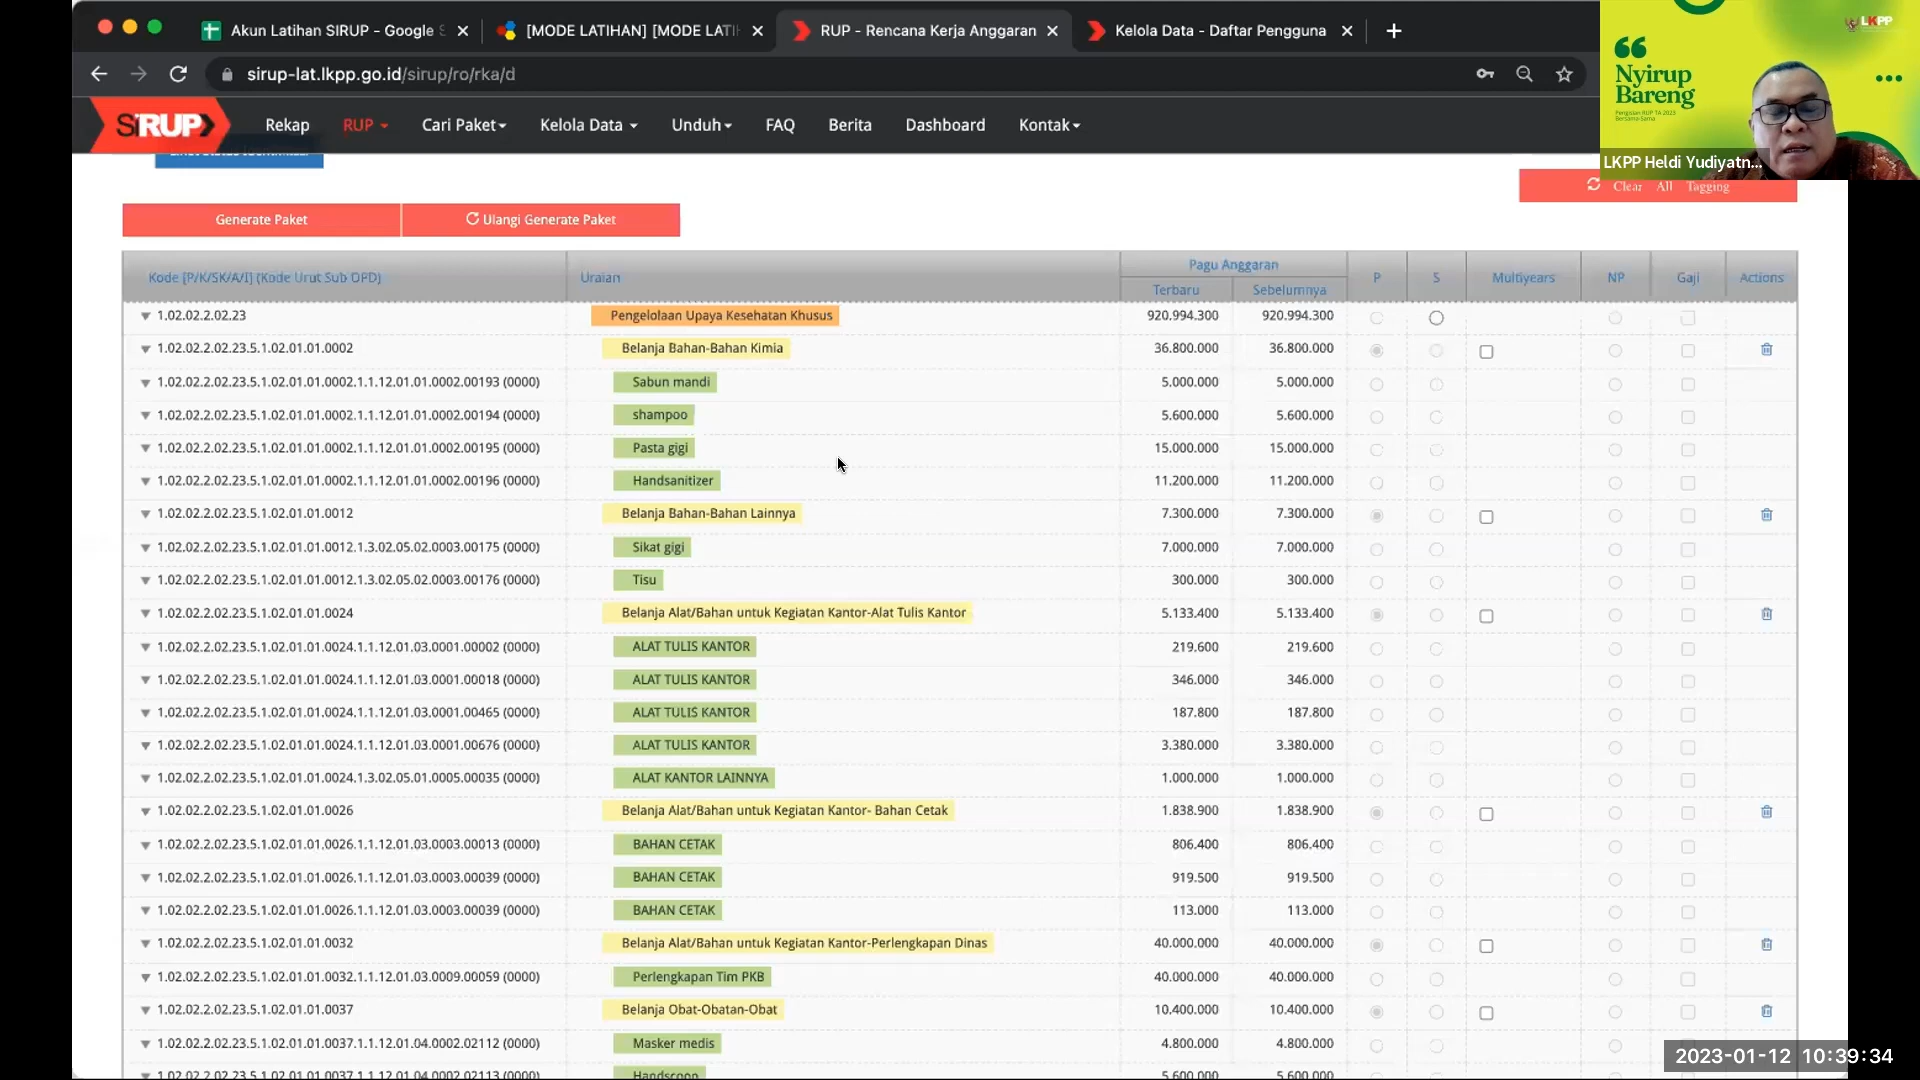 Akun Latihan SIRUP - Google S
[MODE LATIHAN] [MODE LATI
RUP - Rencana Kerja Anggaran
Kelola Data - Daftar Pengguna
sirup-lat.lkpp.go.id/sirup/ro/rka/d
SiRUP
Rekap
RUP
Cari Paket
Kelola Data
Unduh
FAQ
Berita
Dashboard
Kontak
LKPP
Nyirup
Bareng
Pengisian RUP TA 2023
Bersama-Sama
LKPP Heldi Yudiyatn...
Clear All Tagging
Generate Paket
Ulangi Generate Paket
Kode [P/K/SK/A/I] (Kode Urut Sub OPD) Uraian Pagu Anggaran P S Multiyears NP Gaji Actions
Terbaru Sebelumnya
1.02.02.2.02.23 Pengelolaan Upaya Kesehatan Khusus 920.994.300 920.994.300
1.02.02.2.02.23.5.1.02.01.01.0002 Belanja Bahan-Bahan Kimia 36.800.000 36.800.000
1.02.02.2.02.23.5.1.02.01.01.0002.1.1.12.01.01.0002.00193 (0000) Sabun mandi 5.000.000 5.000.000
1.02.02.2.02.23.5.1.02.01.01.0002.1.1.12.01.01.0002.00194 (0000) shampoo 5.600.000 5.600.000
1.02.02.2.02.23.5.1.02.01.01.0002.1.1.12.01.01.0002.00195 (0000) Pasta gigi 15.000.000 15.000.000
1.02.02.2.02.23.5.1.02.01.01.0002.1.1.12.01.01.0002.00196 (0000) Handsanitizer 11.200.000 11.200.000
1.02.02.2.02.23.5.1.02.01.01.0012 Belanja Bahan-Bahan Lainnya 7.300.000 7.300.000
1.02.02.2.02.23.5.1.02.01.01.0012.1.3.02.05.02.0003.00175 (0000) Sikat gigi 7.000.000 7.000.000
1.02.02.2.02.23.5.1.02.01.01.0012.1.3.02.05.02.0003.00176 (0000) Tisu 300.000 300.000
1.02.02.2.02.23.5.1.02.01.01.0024 Belanja Alat/Bahan untuk Kegiatan Kantor-Alat Tulis Kantor 5.133.400 5.133.400
1.02.02.2.02.23.5.1.02.01.01.0024.1.1.12.01.03.0001.00002 (0000) ALAT TULIS KANTOR 219.600 219.600
1.02.02.2.02.23.5.1.02.01.01.0024.1.1.12.01.03.0001.00018 (0000) ALAT TULIS KANTOR 346.000 346.000
1.02.02.2.02.23.5.1.02.01.01.0024.1.1.12.01.03.0001.00465 (0000) ALAT TULIS KANTOR 187.800 187.800
1.02.02.2.02.23.5.1.02.01.01.0024.1.1.12.01.03.0001.00676 (0000) ALAT TULIS KANTOR 3.380.000 3.380.000
1.02.02.2.02.23.5.1.02.01.01.0024.1.3.02.05.01.0005.00035 (0000) ALAT KANTOR LAINNYA 1.000.000 1.000.000
1.02.02.2.02.23.5.1.02.01.01.0026 Belanja Alat/Bahan untuk Kegiatan Kantor- Bahan Cetak 1.838.900 1.838.900
1.02.02.2.02.23.5.1.02.01.01.0026.1.1.12.01.03.0003.00013 (0000) BAHAN CETAK 806.400 806.400
1.02.02.2.02.23.5.1.02.01.01.0026.1.1.12.01.03.0003.00039 (0000) BAHAN CETAK 919.500 919.500
1.02.02.2.02.23.5.1.02.01.01.0026.1.1.12.01.03.0003.00039 (0000) BAHAN CETAK 113.000 113.000
1.02.02.2.02.23.5.1.02.01.01.0032 Belanja Alat/Bahan untuk Kegiatan Kantor-Perlengkapan Dinas 40.000.000 40.000.000
1.02.02.2.02.23.5.1.02.01.01.0032.1.1.12.01.03.0009.00059 (0000) Perlengkapan Tim PKB 40.000.000 40.000.000
1.02.02.2.02.23.5.1.02.01.01.0037 Belanja Obat-Obatan-Obat 10.400.000 10.400.000
1.02.02.2.02.23.5.1.02.01.01.0037.1.1.12.01.04.0002.02112 (0000) Masker medis 4.800.000 4.800.000
1.02.02.2.02.23.5.1.02.01.01.0037.1.1.12.01.04.0002.02113 (0000) Handscoon 5.600.000 5.600.000
2023-01-12 10:39:34